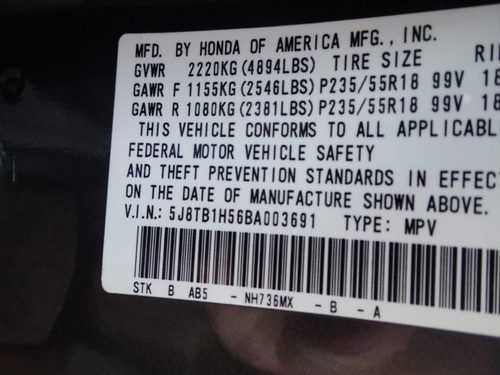 MFD. BY HONDA OF AMERICA MFG., INC.
GVWR 2220KG(4894LBS) TIRE SIZE
GAWR F 1155KG(2546LBS)P235/55R18 99V 18
GAWR R 1080KG(2381LBS)P235/55R18 99V 18
THIS VEHICLE CONFORMS TO ALL
FEDERAL MOTOR VEHICLE SAFETY
AND THEFT PREVENTION STANDARDS IN
ON THE DATE OF MANUFACTURE SHOWN ABOVE.
V.I.N.: 5J8TB1H56BA003691 TYPE: MPV
STK B AB5 - NH736MX - B - A